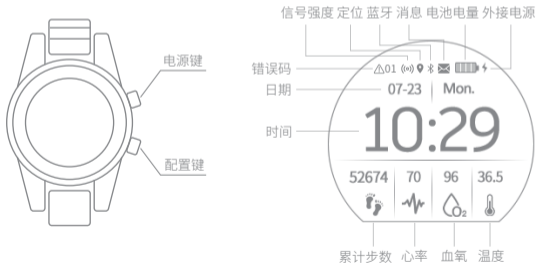 信号强度 定位 蓝牙 消息 电池电量 外接电源
电源键
配置键
错误码
01
日期
07-23 Mon.
时间
10:29
52674 70 96 36.5
O₂
累计步数 心率 血氧 温度